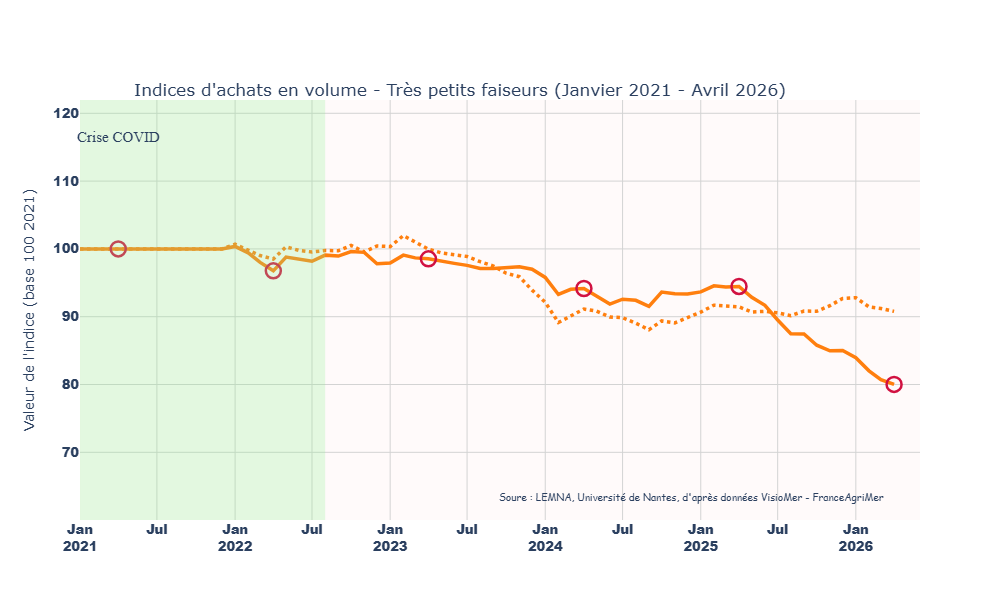 Indices d'achats en volume - Très petits faiseurs (Janvier 2021 - Avril 2026)
120
Crise COVID
110
100
90
80
70
Valeur de l'indice (base 100 2021)
Soure : LEMNA, Université de Nantes, d'après données VisioMer - FranceAgriMer
Jan Jul Jan Jul Jan Jul Jan Jul Jan Jul Jan
2021 2022 2023 2024 2025 2026